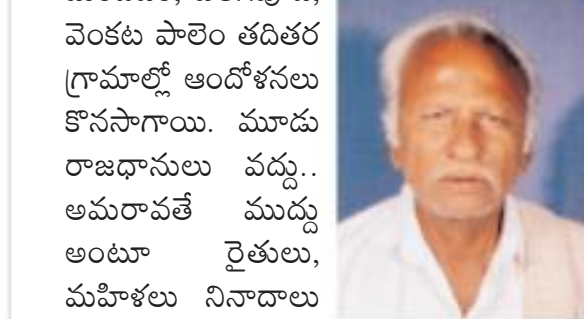 వెంకట పాలెం తదితర
గ్రామాల్లో ఆందోళనలు
కొనసాగాయి. మూడు
రాజధానులు వద్దు..
అమరావతే ముద్దు
అంటూ రైతులు,
మహిళలు నినాదాలు